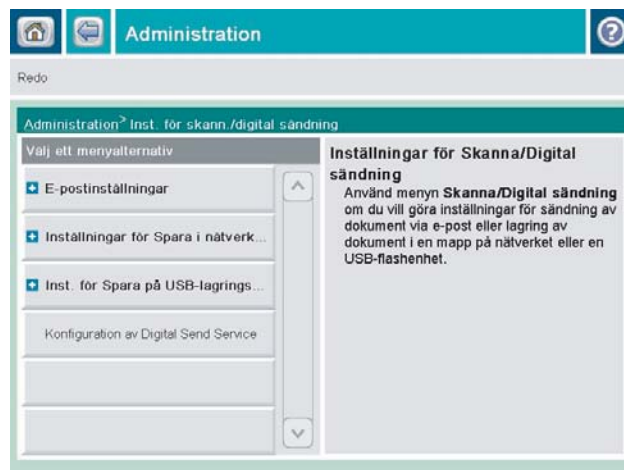 Administration
Redo
Administration> Inst. för skann./digital sändning
Välj ett menyalternativ
E-postinställningar
Inställningar för Spara i nätverk...
Inst. för Spara på USB-lagrings...
Konfiguration av Digital Send Service
Inställningar för Skanna/Digital
sändning
Använd menyn Skanna/Digital sändning
om du vill göra inställningar för sändning av
dokument via e-post eller lagring av
dokument i en mapp på nätverket eller en
USB-flashenhet.